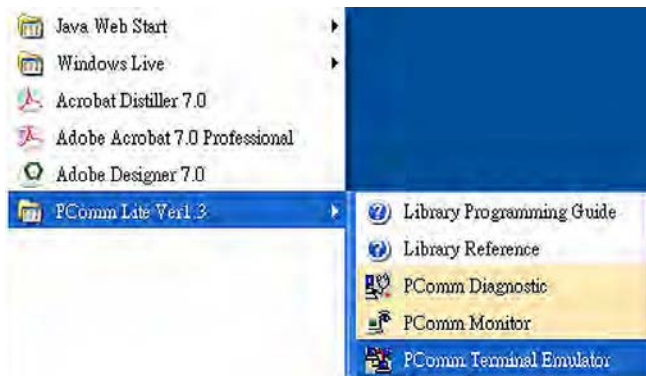 Java Web Start
Windows Live
Acrobat Distiller 7.0
Adobe Acrobat 7.0 Professional
Adobe Designer 7.0
PComm Lite Ver1.3
Library Programming Guide
Library Reference
PComm Diagnostic
PComm Monitor
PComm Terminal Emulator